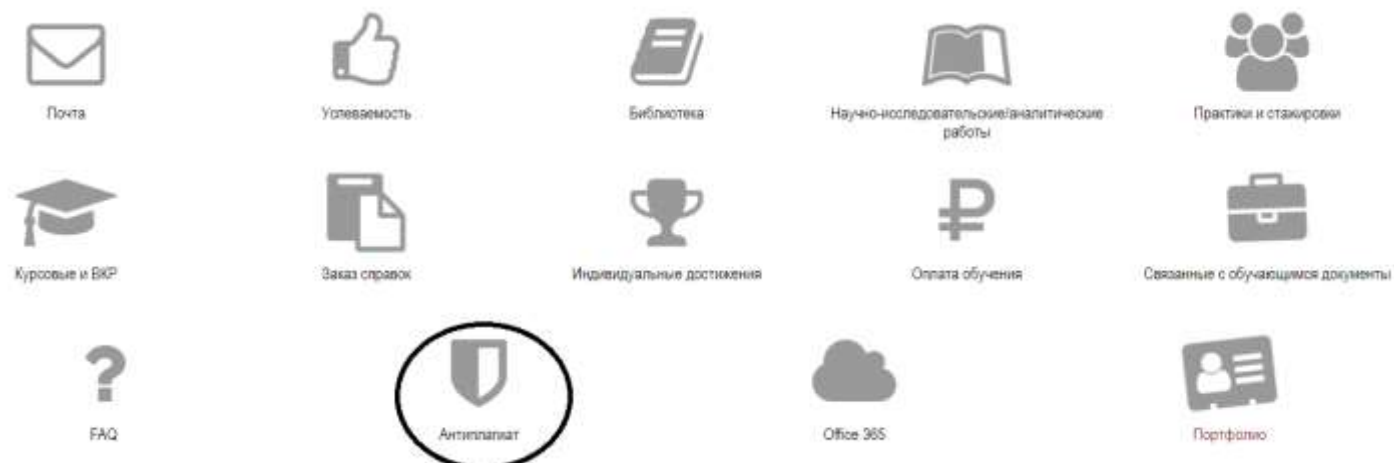 Почта
Успеваемость
Библиотека
Научно-исследовательские/аналитические
работы
Практики и стажировки
Курсовые и ВКР
Заказ справок
Индивидуальные достижения
Оплата обучения
Связанные с обучающимся документы
FAQ
Антиплагиат
Office 365
Портфолио